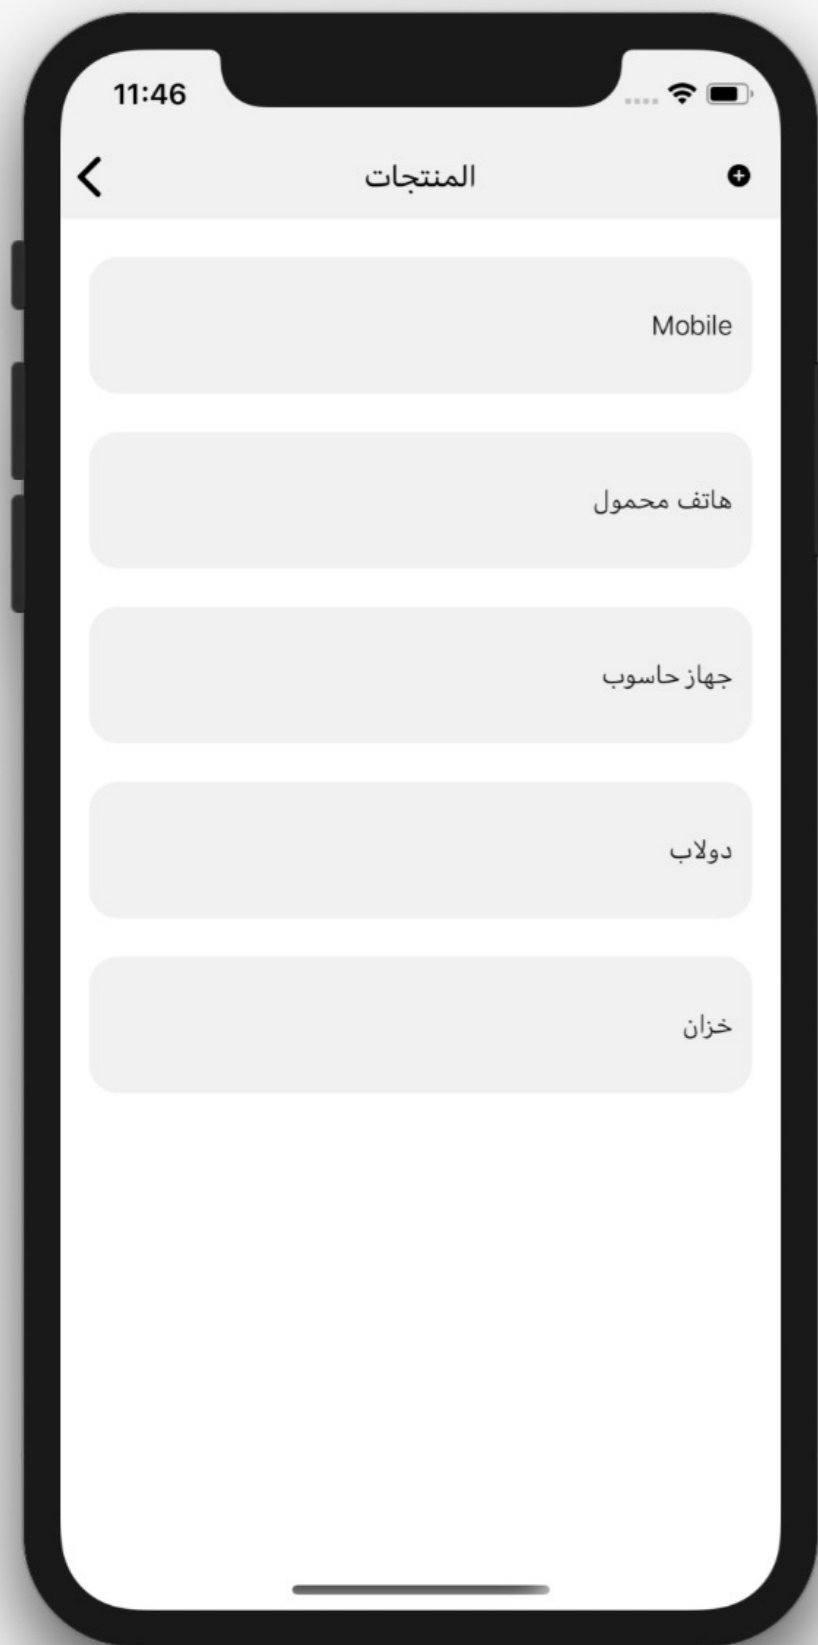 11:46
المنتجات
Mobile
هاتف محمول
جهاز حاسوب
دولاب
خزان